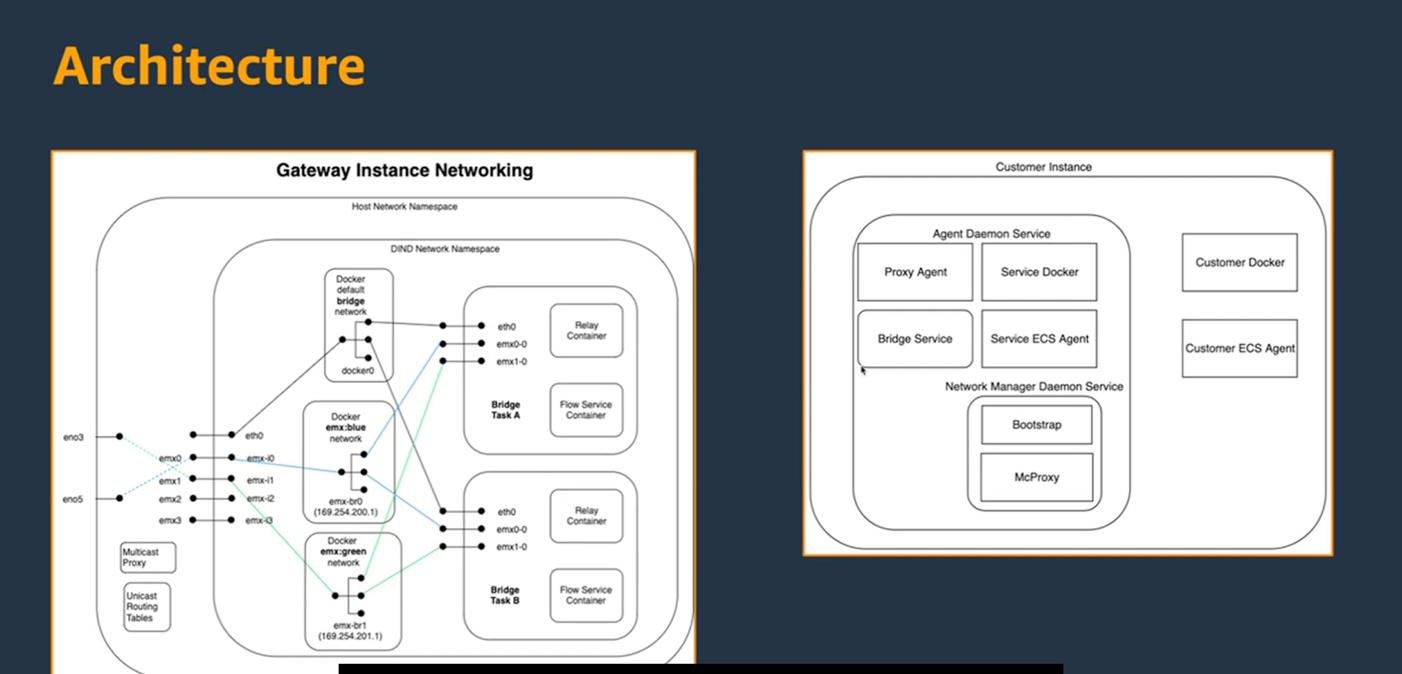 Architecture
Gateway Instance Networking
Host Network Namespace
DIND Network Namespace
Docker
default
bridge
network
docker0
Docker
emx:blue
network
emx-br0
(169.254.200.1)
Docker
emx:green
network
emx-br1
(169.254.201.1)
eno3
eno5
emx0
emx1
emx2
emx3
eth0
emx-i0
emx-i1
emx-i2
emx-i3
Multicast
Proxy
Unicast
Routing
Tables
eth0
emx0-0
emx1-0
Bridge
Task A
Relay
Container
Flow Service
Container
eth0
emx0-0
emx1-0
Bridge
Task B
Relay
Container
Flow Service
Container
Customer Instance
Agent Daemon Service
Proxy Agent
Service Docker
Bridge Service
Service ECS Agent
Network Manager Daemon Service
Bootstrap
McProxy
Customer Docker
Customer ECS Agent